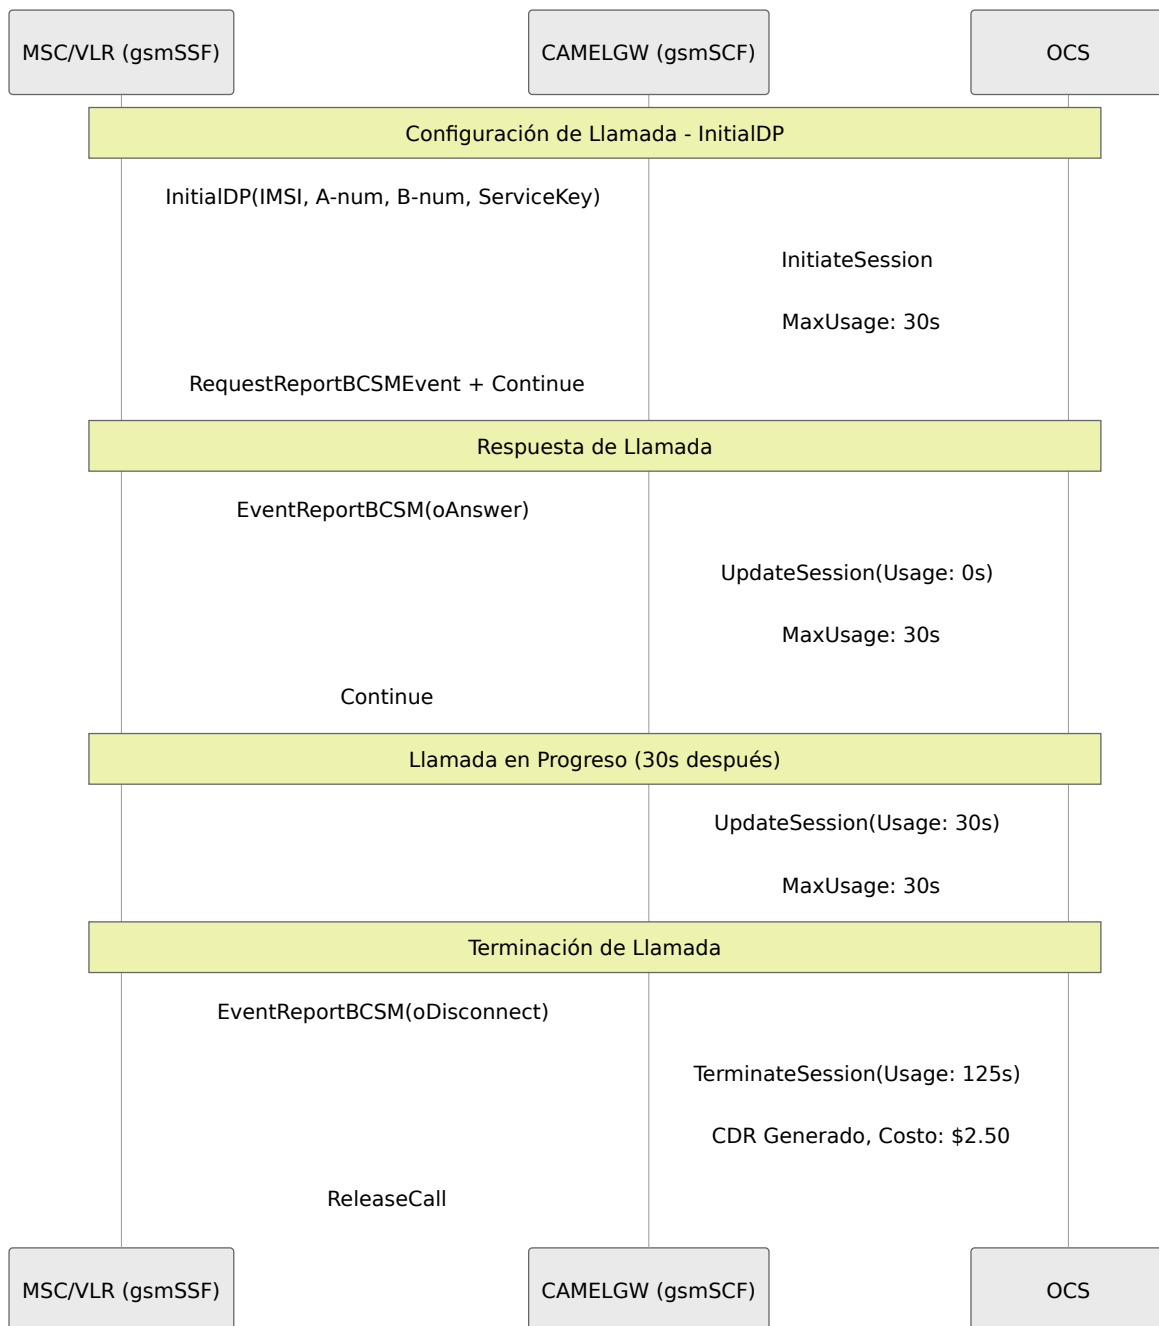 MSC/VLR (gsmSSF)
CAMELGW (gsmSCF)
OCS
Configuración de Llamada - InitialDP
InitialDP(IMSI, A-num, B-num, ServiceKey)
InitiateSession
MaxUsage: 30s
RequestReportBCSMEvent + Continue
Respuesta de Llamada
EventReportBCSM(oAnswer)
UpdateSession(Usage: 0s)
MaxUsage: 30s
Continue
Llamada en Progreso (30s después)
UpdateSession(Usage: 30s)
MaxUsage: 30s
Terminación de Llamada
EventReportBCSM(oDisconnect)
TerminateSession(Usage: 125s)
CDR Generado, Costo: $2.50
ReleaseCall
MSC/VLR (gsmSSF)
CAMELGW (gsmSCF)
OCS